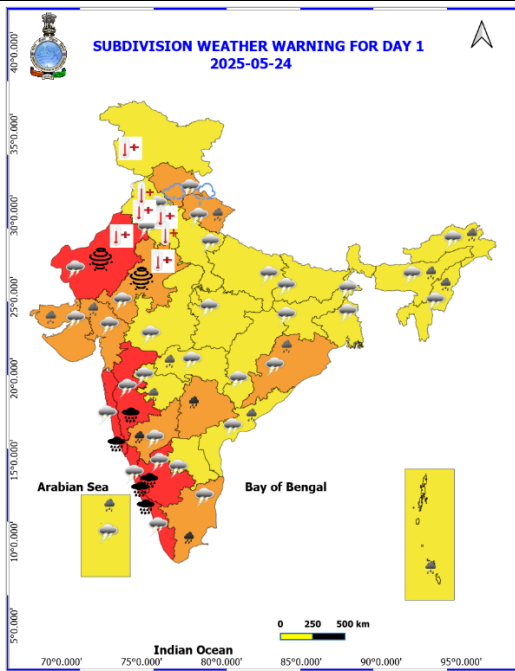 SUBDIVISION WEATHER WARNING FOR DAY 1
2025-05-24
40°0.000'
35°0.000'
30°0.000'
25°0.000'
20°0.000'
15°0.000'
10°0.000'
5°0.000'
Arabian Sea
Bay of Bengal
0 250 500 km
Indian Ocean
70°0.000' 75°0.000' 80°0.000' 85°0.000' 90°0.000' 95°0.000'